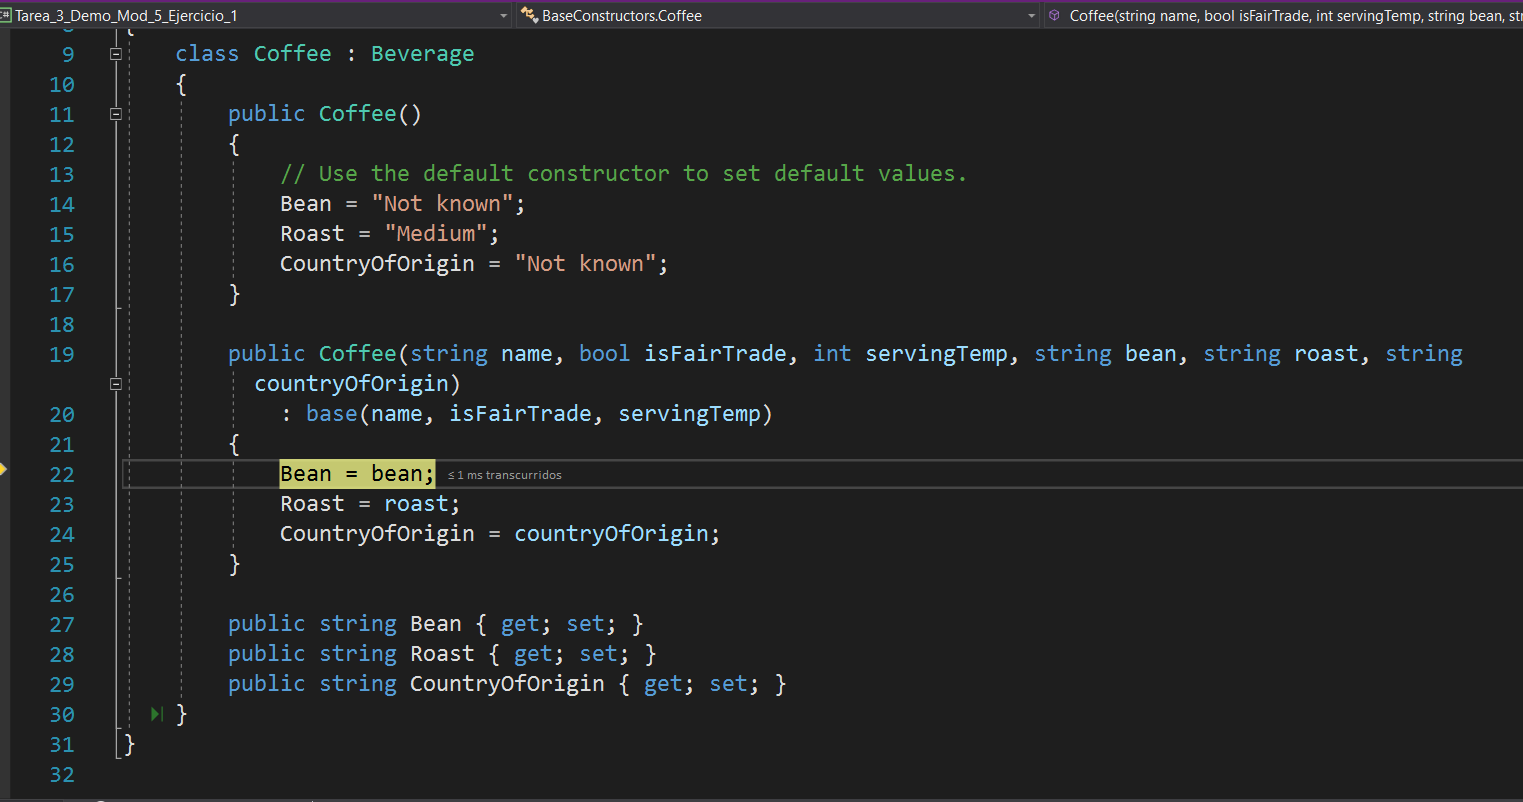 C# Tarea_3_Demo_Mod_5_Ejercicio_1 BaseConstructors.Coffee Coffee(string name, bool isFairTrade, int servingTemp, string bean, str
{
9 class Coffee : Beverage
10 {
11 public Coffee()
12 {
13 // Use the default constructor to set default values.
14 Bean = "Not known";
15 Roast = "Medium";
16 CountryOfOrigin = "Not known";
17 }
18
19 public Coffee(string name, bool isFairTrade, int servingTemp, string bean, string roast, string
countryOfOrigin)
20 : base(name, isFairTrade, servingTemp)
21 {
22 Bean = bean; ≤ 1 ms transcurridos
23 Roast = roast;
24 CountryOfOrigin = countryOfOrigin;
25 }
26
27 public string Bean { get; set; }
28 public string Roast { get; set; }
29 public string CountryOfOrigin { get; set; }
30 }
31 }
32